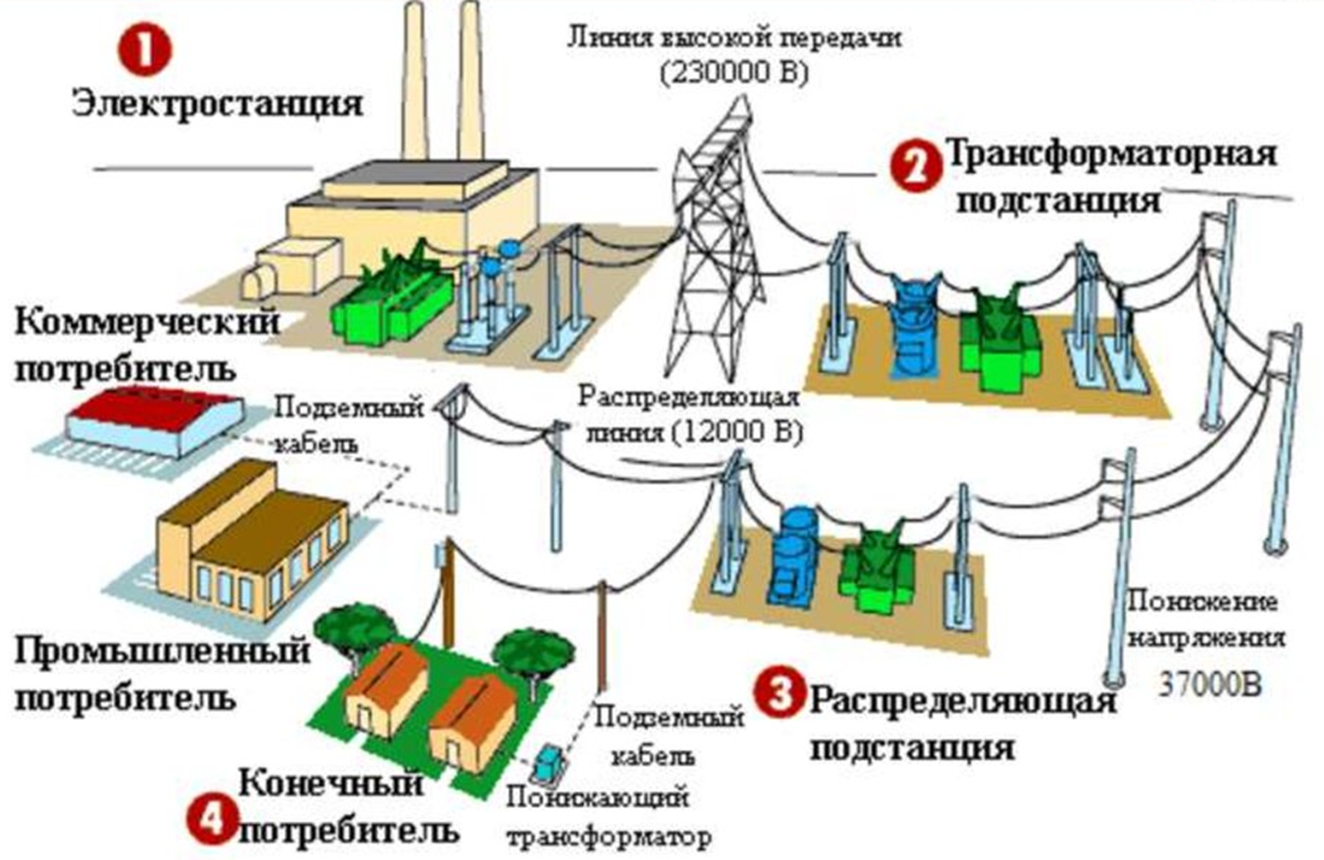 1
Электростанция
Линия высокой передачи
(230000 В)
2
Трансформаторная
подстанция
Коммерческий
потребитель
Подземный
кабель
Распределяющая
линия (12000 В)
Промышленный
потребитель
Понижение
напряжения
37000В
3
Распределяющая
подстанция
Подземный
кабель
Понижающий
трансформатор
4
Конечный
потребитель